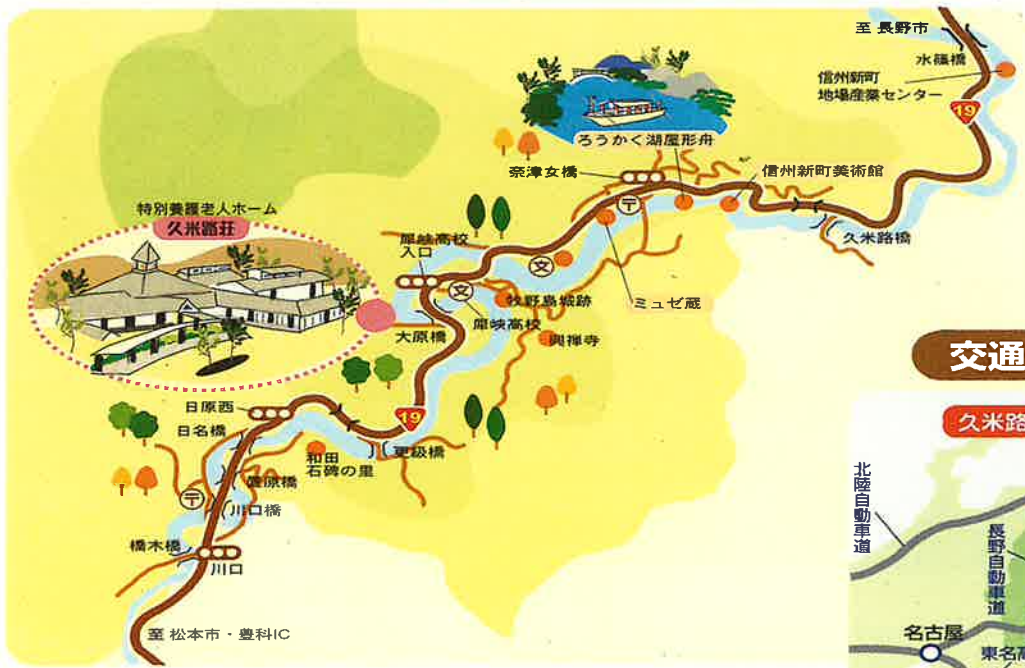 至 長野市
水篠橋
信州新町
地場産業センター
19
ろうかく湖屋形舟
奈津女橋
信州新町美術館
〒
久米路橋
特別養護老人ホーム
久米路荘
犀峡高校
入口
文
文
牧野島城跡
ミュゼ蔵
犀峡高校
大原橋
興禅寺
交通
19
日原西
日名橋
和田
石碑の里
更級橋
置原橋
〒
川口橋
橋木橋
川口
至 松本市・豊科IC
久米路
北陸自動車道
長野自動車道
名古屋
東名高